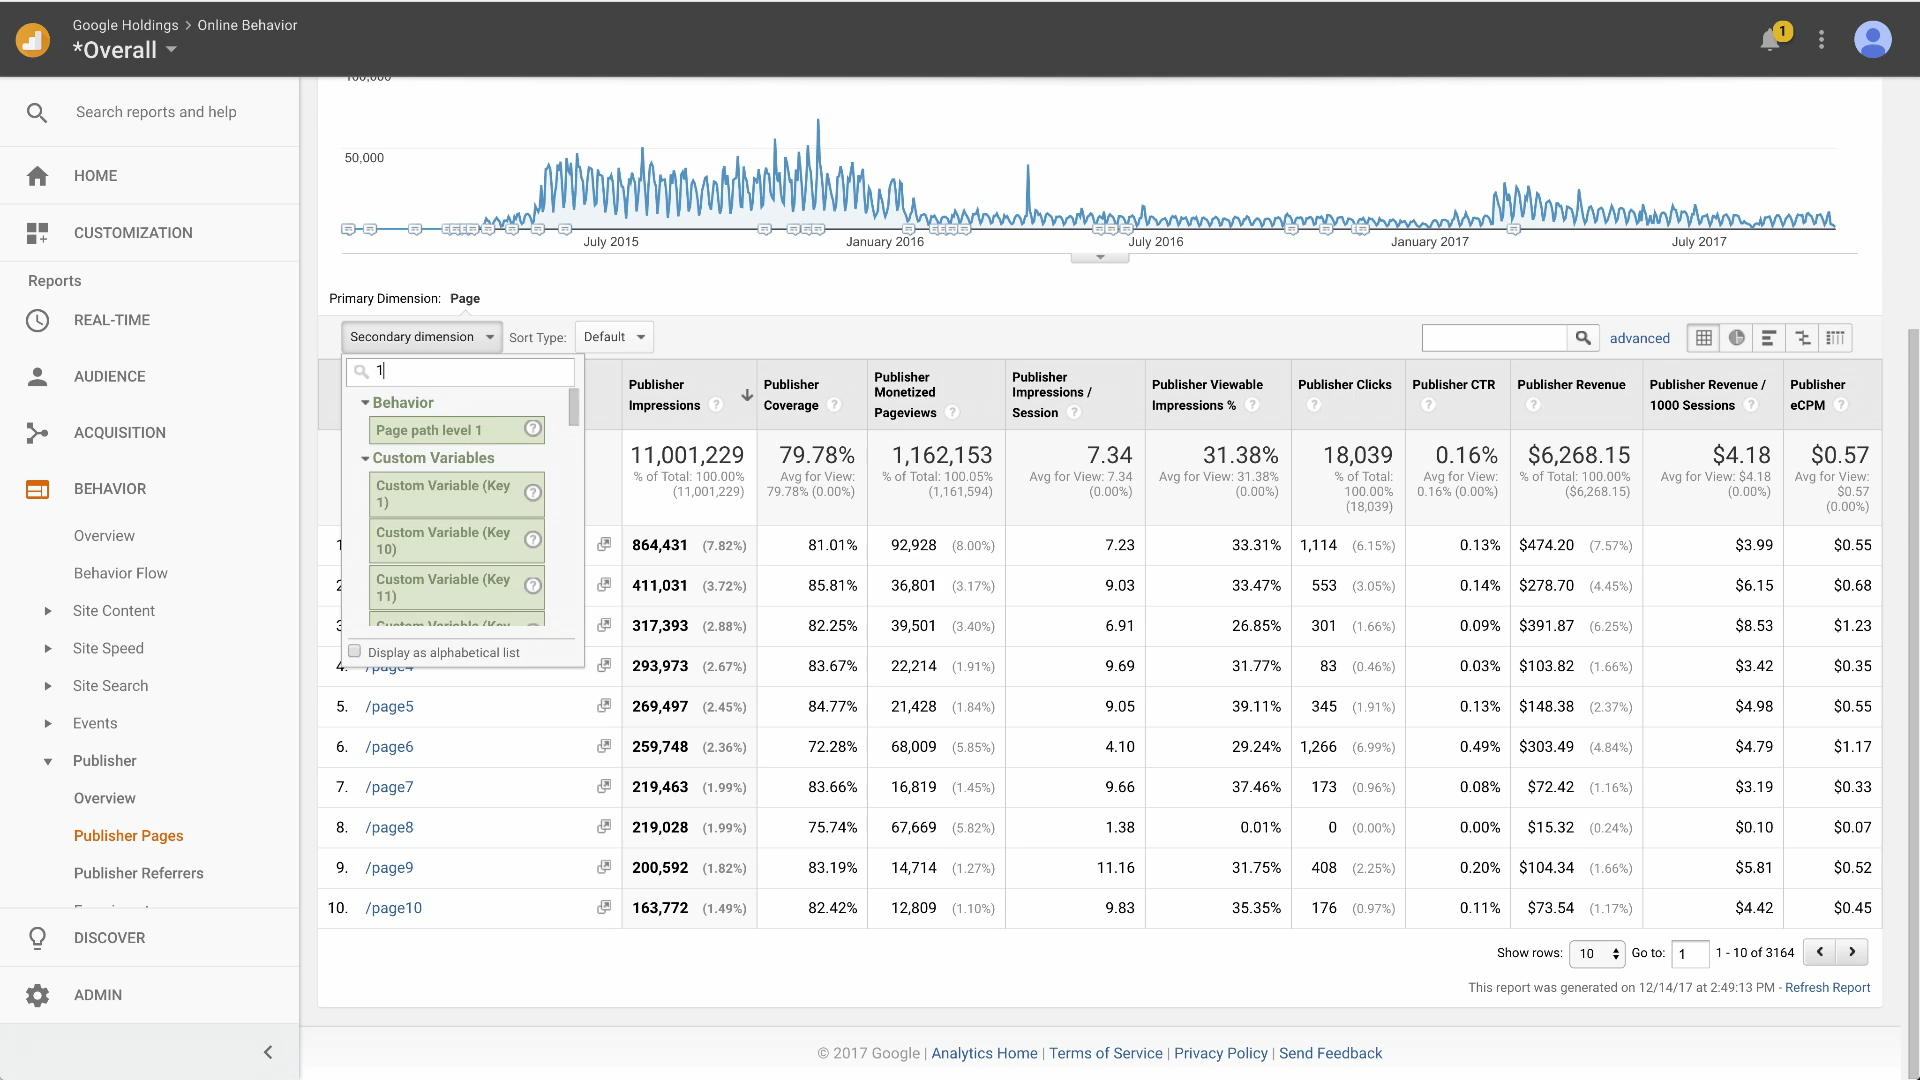 Google Holdings > Online Behavior
*Overall
1
Search reports and help
HOME
CUSTOMIZATION
Reports
REAL-TIME
AUDIENCE
ACQUISITION
BEHAVIOR
Overview
Behavior Flow
Site Content
Site Speed
Site Search
Events
Publisher
Overview
Publisher Pages
Publisher Referrers
DISCOVER
ADMIN
100,000
50,000
July 2015 January 2016 July 2016 January 2017 July 2017
Primary Dimension: Page
Secondary dimension Sort Type: Default advanced
1
Behavior
Page path level 1
Custom Variables
Custom Variable (Key
1)
Custom Variable (Key
10)
Custom Variable (Key
11)
Custom Variable (Key
Display as alphabetical list
Publisher Impressions Publisher Coverage Publisher Monetized Pageviews Publisher Impressions / Session Publisher Viewable Impressions % Publisher Clicks Publisher CTR Publisher Revenue Publisher Revenue / 1000 Sessions Publisher eCPM
11,001,229 79.78% 1,162,153 7.34 31.38% 18,039 0.16% $6,268.15 $4.18 $0.57
% of Total: 100.00% (11,001,229) Avg for View: 79.78% (0.00%) % of Total: 100.05% (1,161,594) Avg for View: 7.34 (0.00%) Avg for View: 31.38% (0.00%) % of Total: 100.00% (18,039) Avg for View: 0.16% (0.00%) % of Total: 100.00% ($6,268.15) Avg for View: $4.18 (0.00%) Avg for View: $0.57 (0.00%)
1 864,431 (7.82%) 81.01% 92,928 (8.00%) 7.23 33.31% 1,114 (6.15%) 0.13% $474.20 (7.57%) $3.99 $0.55
2 411,031 (3.72%) 85.81% 36,801 (3.17%) 9.03 33.47% 553 (3.05%) 0.14% $278.70 (4.45%) $6.15 $0.68
3 317,393 (2.88%) 82.25% 39,501 (3.40%) 6.91 26.85% 301 (1.66%) 0.09% $391.87 (6.25%) $8.53 $1.23
4. /page4 293,973 (2.67%) 83.67% 22,214 (1.91%) 9.69 31.77% 83 (0.46%) 0.03% $103.82 (1.66%) $3.42 $0.35
5. /page5 269,497 (2.45%) 84.77% 21,428 (1.84%) 9.05 39.11% 345 (1.91%) 0.13% $148.38 (2.37%) $4.98 $0.55
6. /page6 259,748 (2.36%) 72.28% 68,009 (5.85%) 4.10 29.24% 1,266 (6.99%) 0.49% $303.49 (4.84%) $4.79 $1.17
7. /page7 219,463 (1.99%) 83.66% 16,819 (1.45%) 9.66 37.46% 173 (0.96%) 0.08% $72.42 (1.16%) $3.19 $0.33
8. /page8 219,028 (1.99%) 75.74% 67,669 (5.82%) 1.38 0.01% 0 (0.00%) 0.00% $15.32 (0.24%) $0.10 $0.07
9. /page9 200,592 (1.82%) 83.19% 14,714 (1.27%) 11.16 31.75% 408 (2.25%) 0.20% $104.34 (1.66%) $5.81 $0.52
10. /page10 163,772 (1.49%) 82.42% 12,809 (1.10%) 9.83 35.35% 176 (0.97%) 0.11% $73.54 (1.17%) $4.42 $0.45
Show rows: 10 Go to: 1 1 - 10 of 3164
This report was generated on 12/14/17 at 2:49:13 PM - Refresh Report
© 2017 Google | Analytics Home | Terms of Service | Privacy Policy | Send Feedback